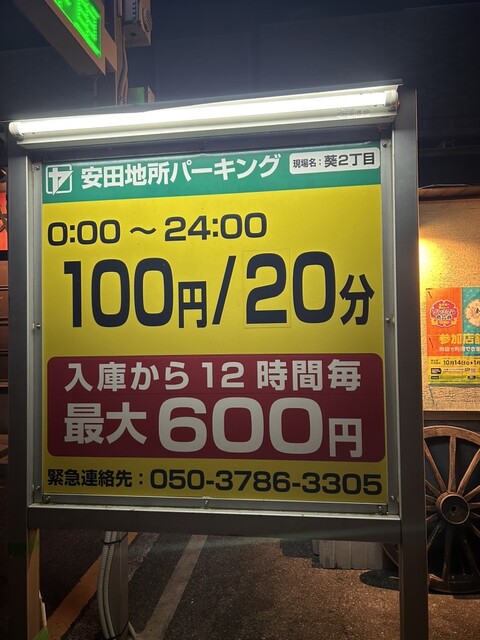 安田地所パーキング 現場名：葵2丁目
0:00～24:00
100円/20分
入庫から12時間毎
最大600円
緊急連絡先：050-3786-3305
参加店舗